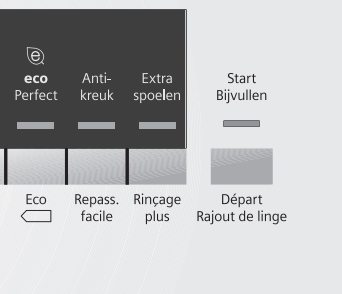 eco Anti- Extra Start
Perfect kreuk spoelen Bijvullen
Eco Repass. Rinçage Départ
facile plus Rajout de linge